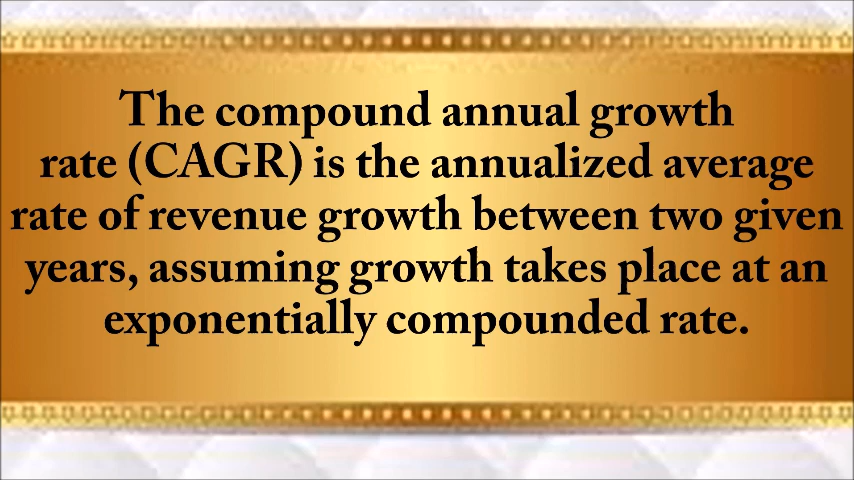 The compound annual growth
rate (CAGR) is the annualized average
rate of revenue growth between two given
years, assuming growth takes place at an
exponentially compounded rate.